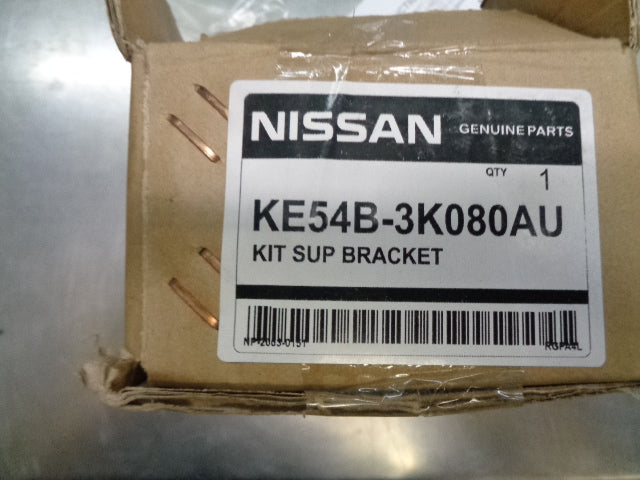 NISSAN GENUINE PARTS
QTY 1
KE54B-3K080AU
KIT SUP BRACKET